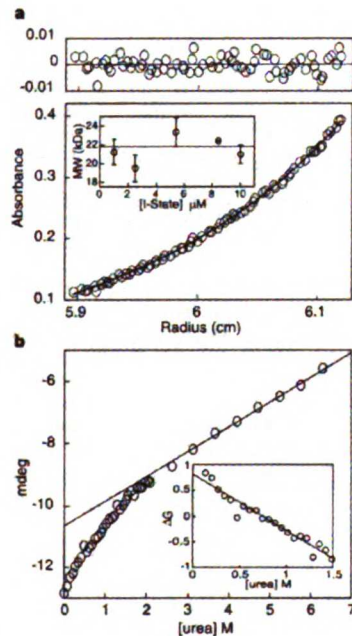 a
0.01
0
-0.01
0.4
0.3
0.2
0.1
Absorbance
MW (kDa)
24
22
20
18
0 2 4 6 8 10
[I-State] µM
5.9 6 6.1
Radius (cm)
b
-6
-8
-10
-12
mdeg
ΔG
1
0.5
0
-0.5
-1
0 0.5 1 1.5
[urea] M
0 1 2 3 4 5 6 7
[urea] M